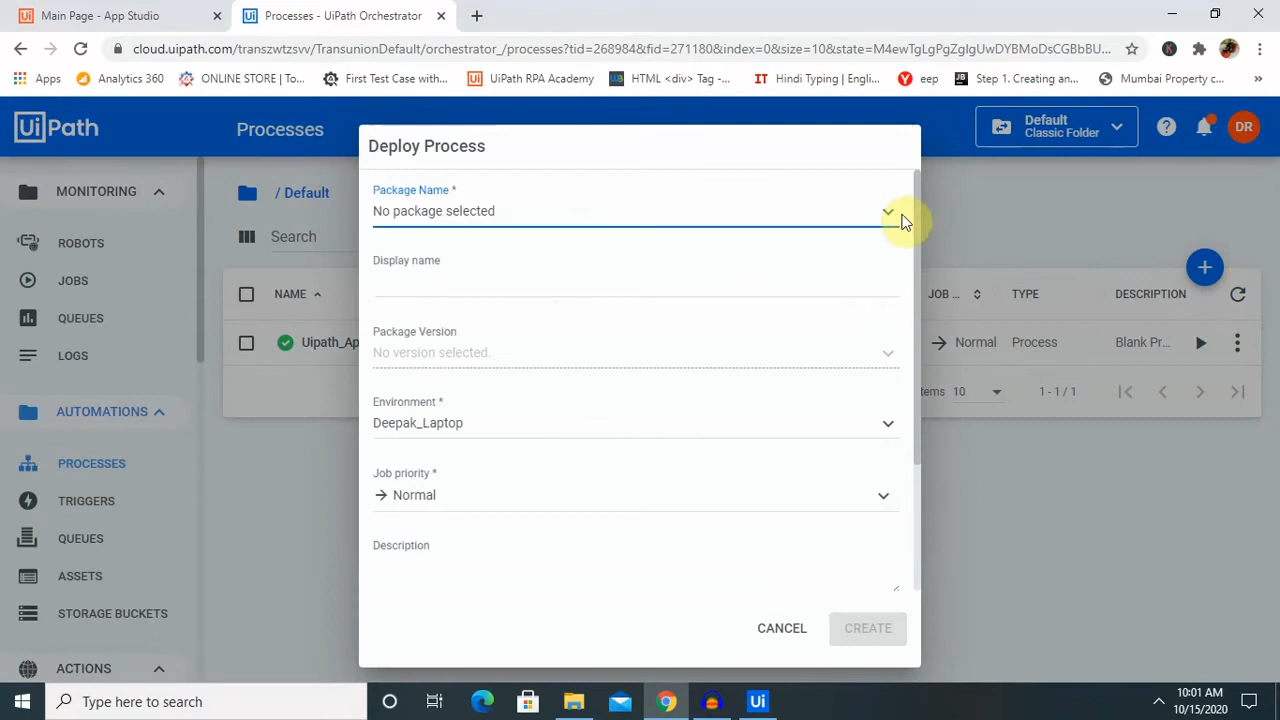 Main Page - App Studio
Processes - UiPath Orchestrator
cloud.uipath.com/transzwtzsvv/TransunionDefault/orchestrator_/processes?tid=268984&fid=271180&index=0&size=10&state=M4ewTgLgPgZglgUwDYBMoDsCGBbBU...
Apps
Analytics 360
ONLINE STORE | To...
First Test Case with...
UiPath RPA Academy
HTML <div> Tag -...
IT Hindi Typing | Engli...
eep
Step 1. Creating an...
Mumbai Property c...
UiPath
Processes
Default
Classic Folder
DR
MONITORING
ROBOTS
JOBS
QUEUES
LOGS
AUTOMATIONS
PROCESSES
TRIGGERS
QUEUES
ASSETS
STORAGE BUCKETS
ACTIONS
/ Default
Search
NAME
JOB ...
TYPE
DESCRIPTION
Uipath_Ap
Normal
Process
Blank Pr...
10
1 - 1 / 1
Deploy Process
Package Name *
No package selected
Display name
Package Version
No version selected.
Environment *
Deepak_Laptop
Job priority *
Normal
Description
CANCEL
CREATE
Type here to search
Ui
10:01 AM
10/15/2020